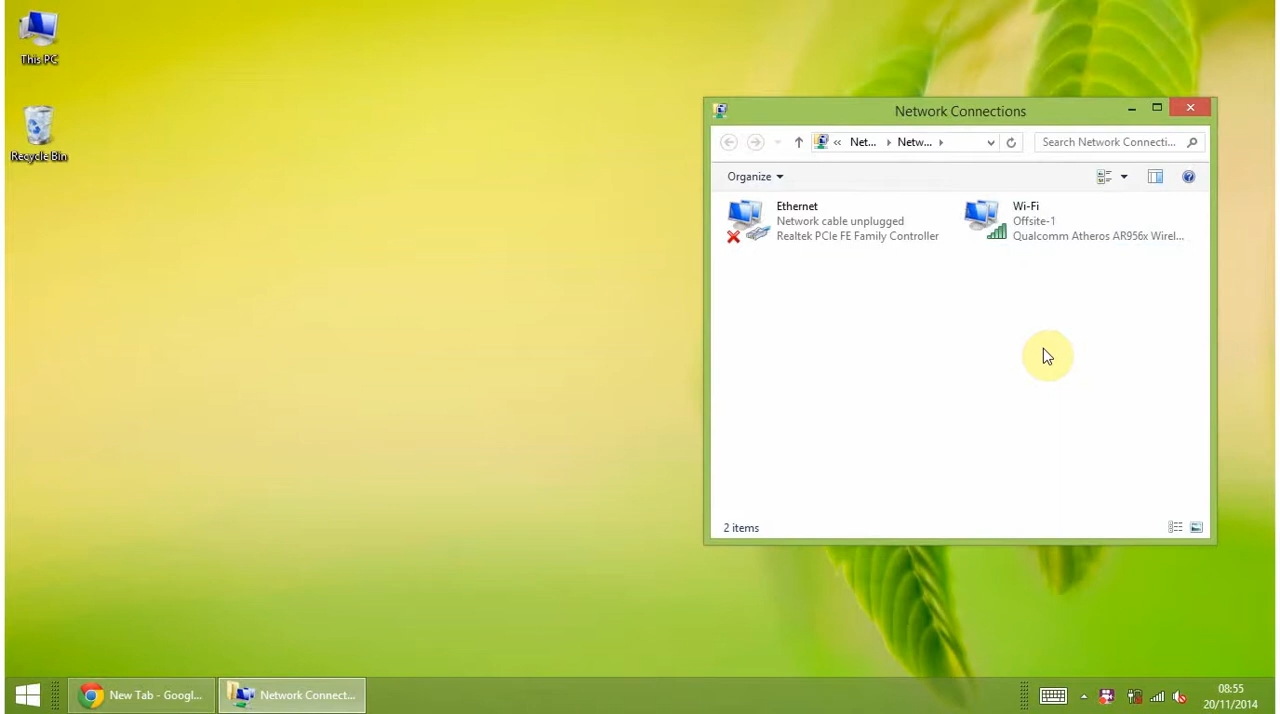 This PC
Recycle Bin
Network Connections
« Net... Netw...
Search Network Connecti...
Organize
Ethernet
Network cable unplugged
Realtek PCIe FE Family Controller
Wi-Fi
Offsite-1
Qualcomm Atheros AR956x Wirel...
2 items
New Tab - Googl...
Network Connect...
08:55
20/11/2014